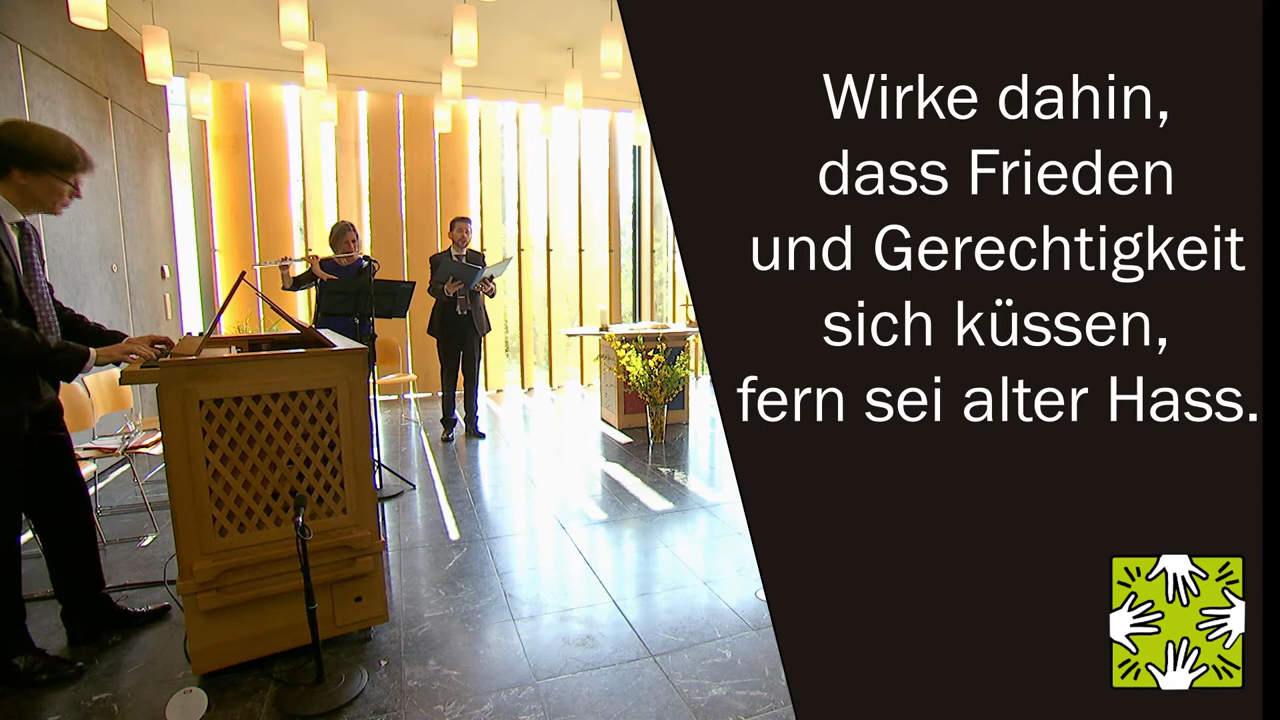 Wirke dahin,
dass Frieden
und Gerechtigkeit
sich küssen,
fern sei alter Hass.